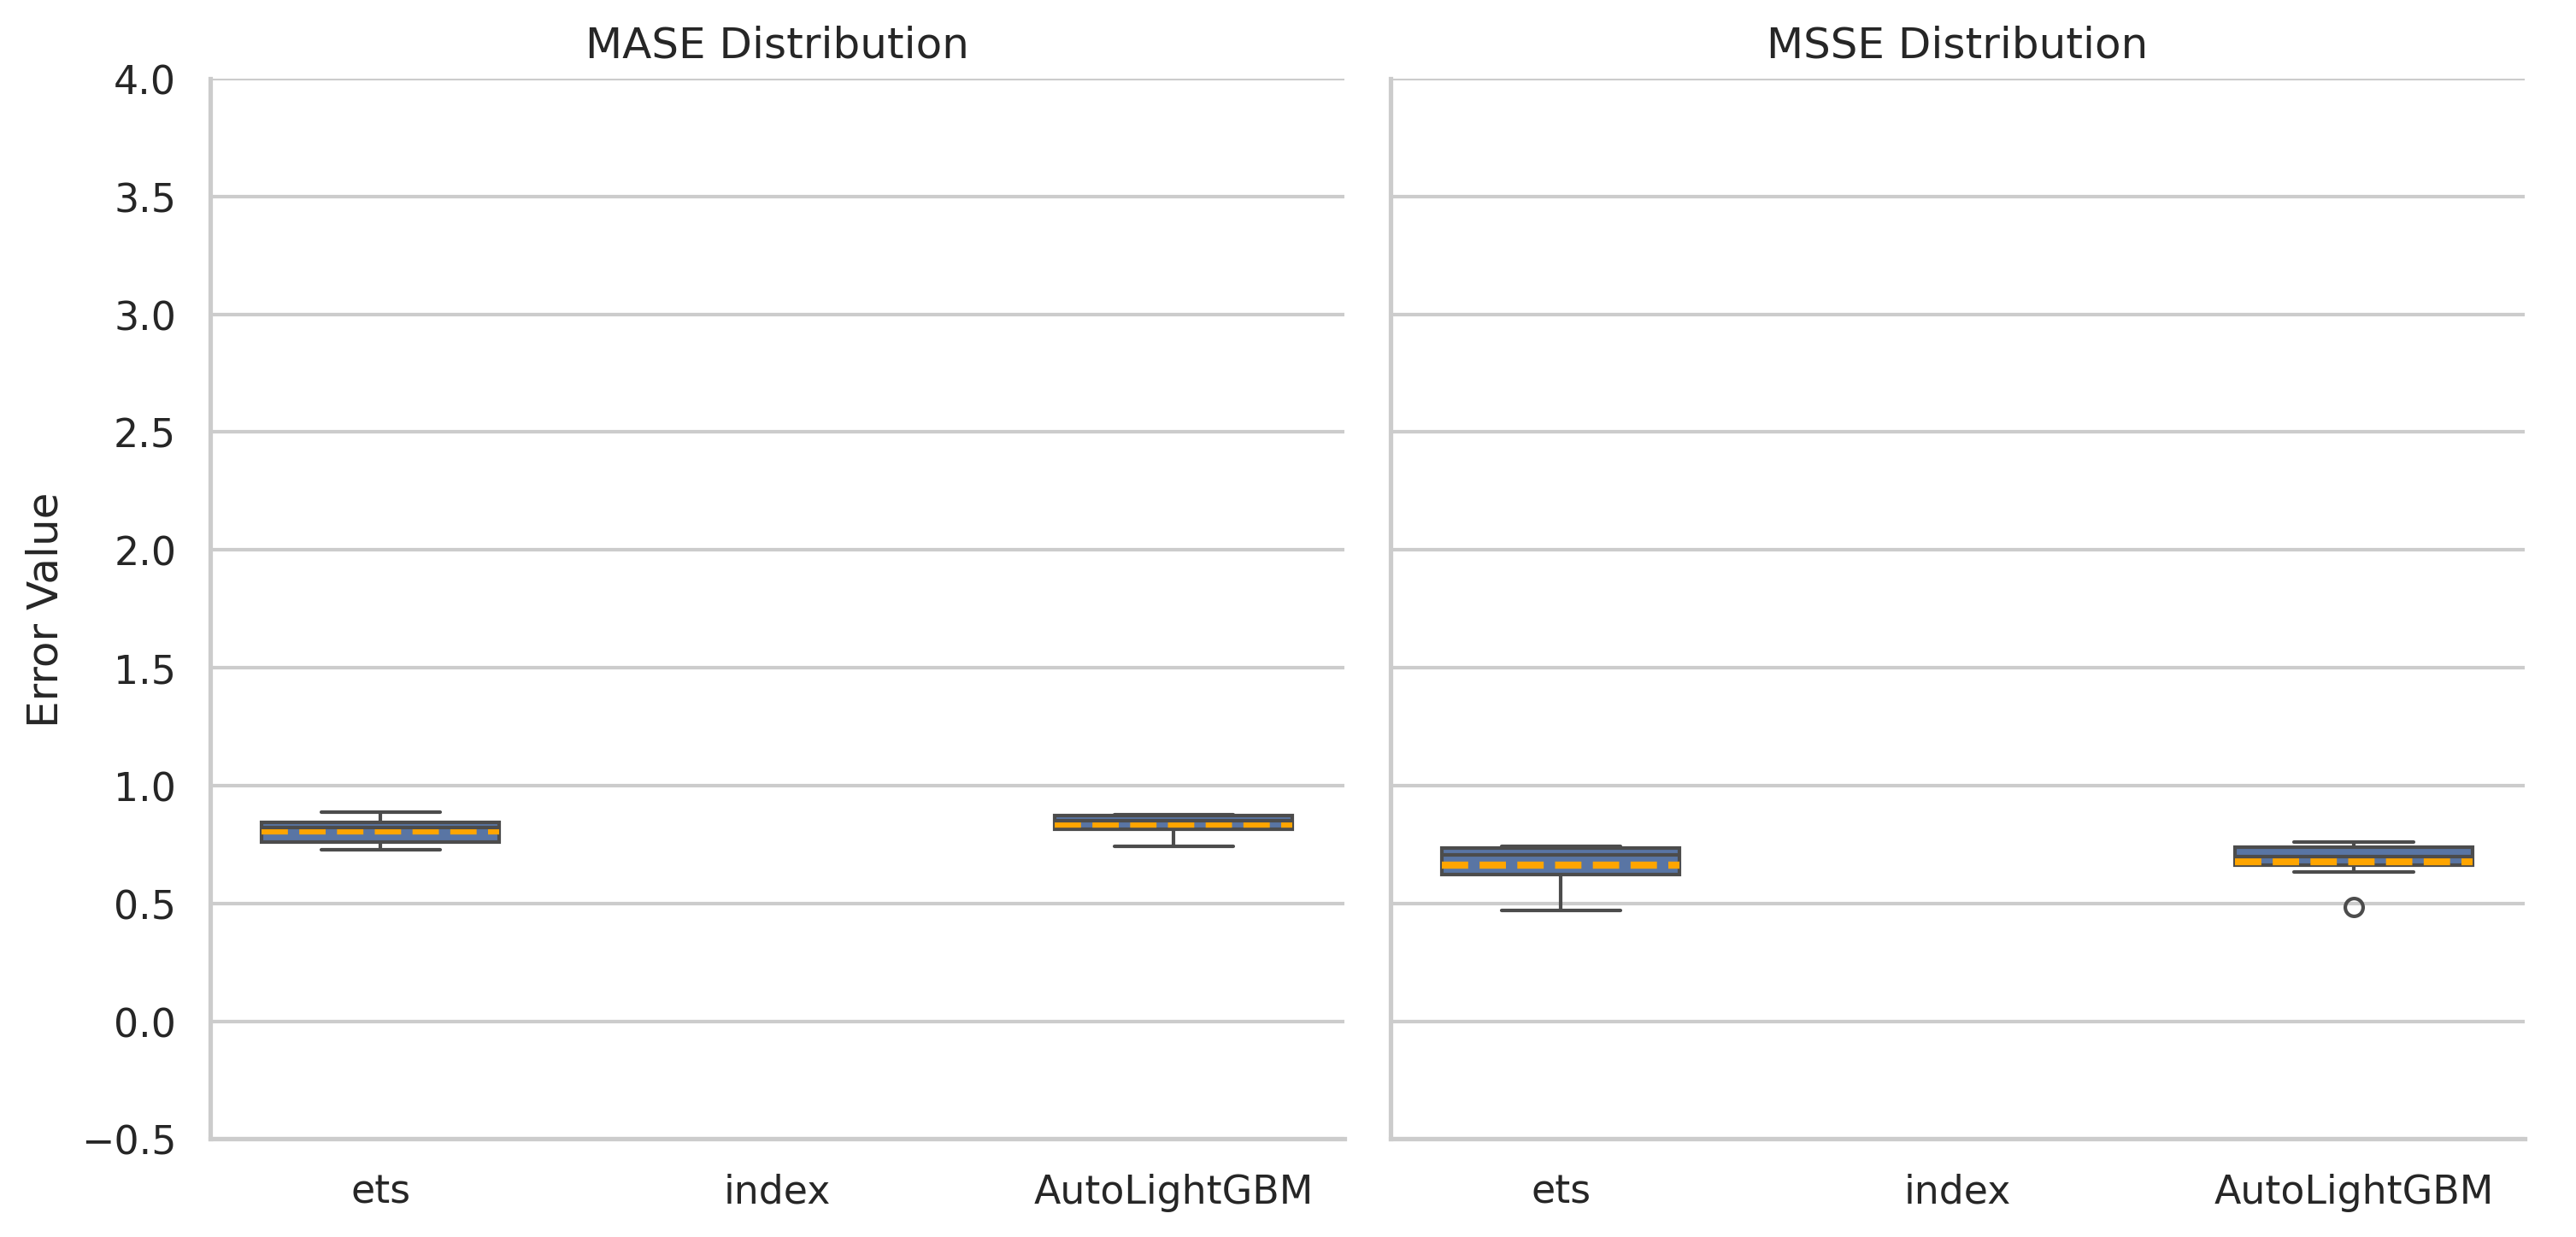 MASE Distribution
MSSE Distribution
Error Value
4.0
3.5
3.0
2.5
2.0
1.5
1.0
0.5
0.0
−0.5
ets index AutoLightGBM
ets index AutoLightGBM